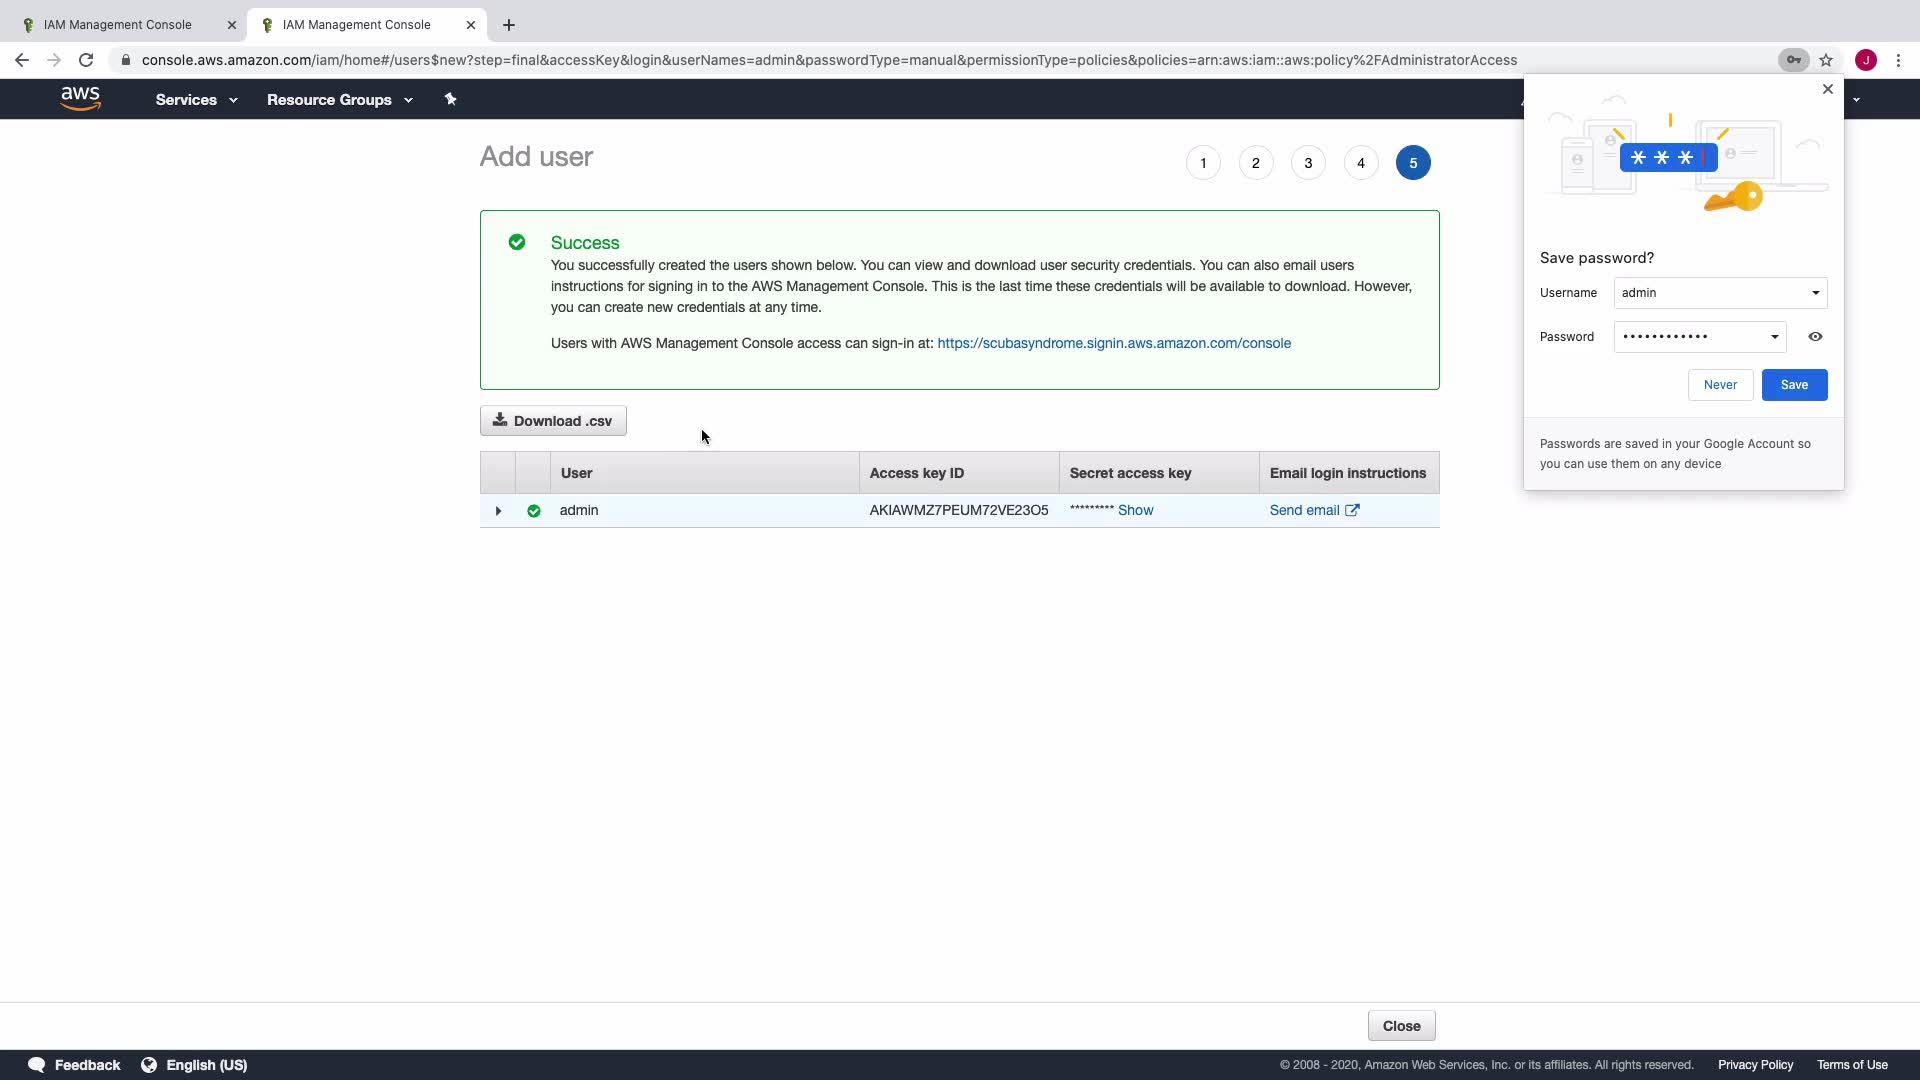 IAM Management Console
IAM Management Console
console.aws.amazon.com/iam/home#/users$new?step=final&accessKey&login&userNames=admin&passwordType=manual&permissionType=policies&policies=arn:aws:iam::aws:policy%2FAdministratorAccess
J
aws
Services
Resource Groups
Add user
1
2
3
4
5
Success
You successfully created the users shown below. You can view and download user security credentials. You can also email users
instructions for signing in to the AWS Management Console. This is the last time these credentials will be available to download. However,
you can create new credentials at any time.
Users with AWS Management Console access can sign-in at: https://scubasyndrome.signin.aws.amazon.com/console
Download .csv
User
Access key ID
Secret access key
Email login instructions
admin
AKIAWMZ7PEUM72VE23O5
********* Show
Send email
* * *
Save password?
Username
admin
Password
••••••••••••
Never
Save
Passwords are saved in your Google Account so
you can use them on any device
Close
Feedback
English (US)
© 2008 - 2020, Amazon Web Services, Inc. or its affiliates. All rights reserved.
Privacy Policy
Terms of Use